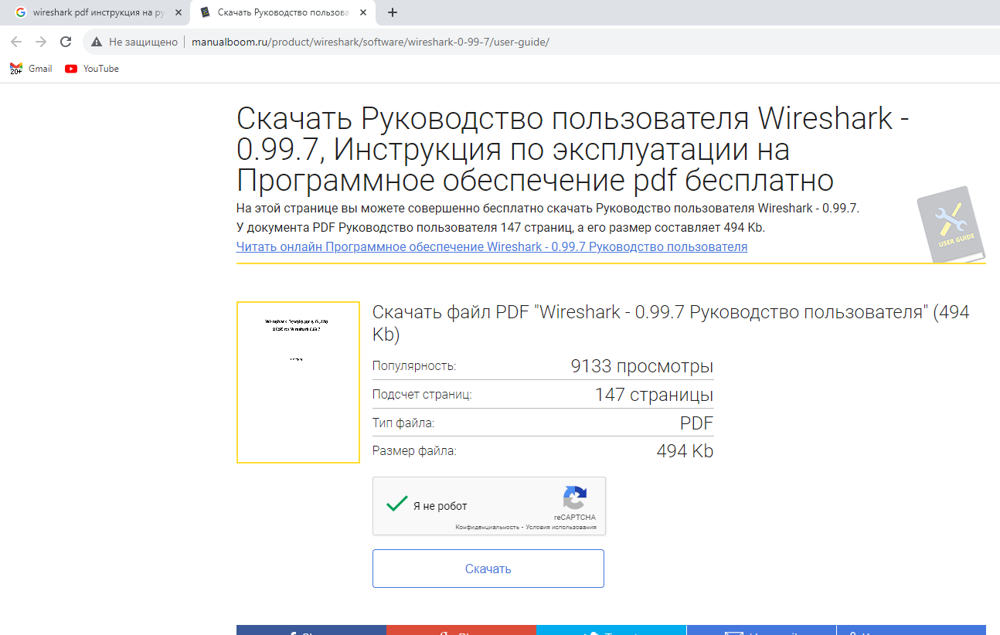 wireshark pdf инструкция на ру
Скачать Руководство пользова
Не защищено
manualboom.ru/product/wireshark/software/wireshark-0-99-7/user-guide/
20+
Gmail
YouTube
Скачать Руководство пользователя Wireshark -
0.99.7, Инструкция по эксплуатации на
Программное обеспечение pdf бесплатно
На этой странице вы можете совершенно бесплатно скачать Руководство пользователя Wireshark - 0.99.7.
У документа PDF Руководство пользователя 147 страниц, а его размер составляет 494 Kb.
Читать онлайн Программное обеспечение Wireshark - 0.99.7 Руководство пользователя
USER GUIDE
Wireshark Developer's Guide
Скачать файл PDF "Wireshark - 0.99.7 Руководство пользователя" (494
Kb)
Популярность:
9133 просмотры
Подсчет страниц:
147 страницы
Тип файла:
PDF
Размер файла:
494 Kb
Я не робот
reCAPTCHA
Конфиденциальность - Условия использования
Скачать